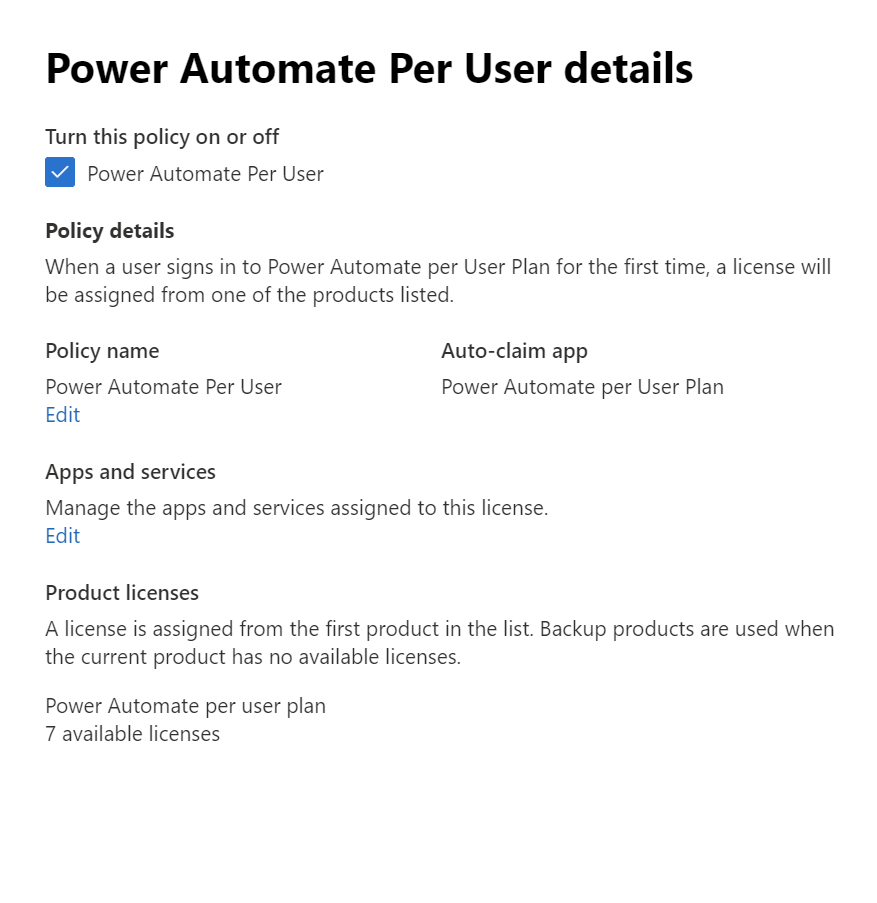 Power Automate Per User details
Turn this policy on or off
Power Automate Per User
Policy details
When a user signs in to Power Automate per User Plan for the first time, a license will
be assigned from one of the products listed.
Policy name
Power Automate Per User
Edit
Auto-claim app
Power Automate per User Plan
Apps and services
Manage the apps and services assigned to this license.
Edit
Product licenses
A license is assigned from the first product in the list. Backup products are used when
the current product has no available licenses.
Power Automate per user plan
7 available licenses